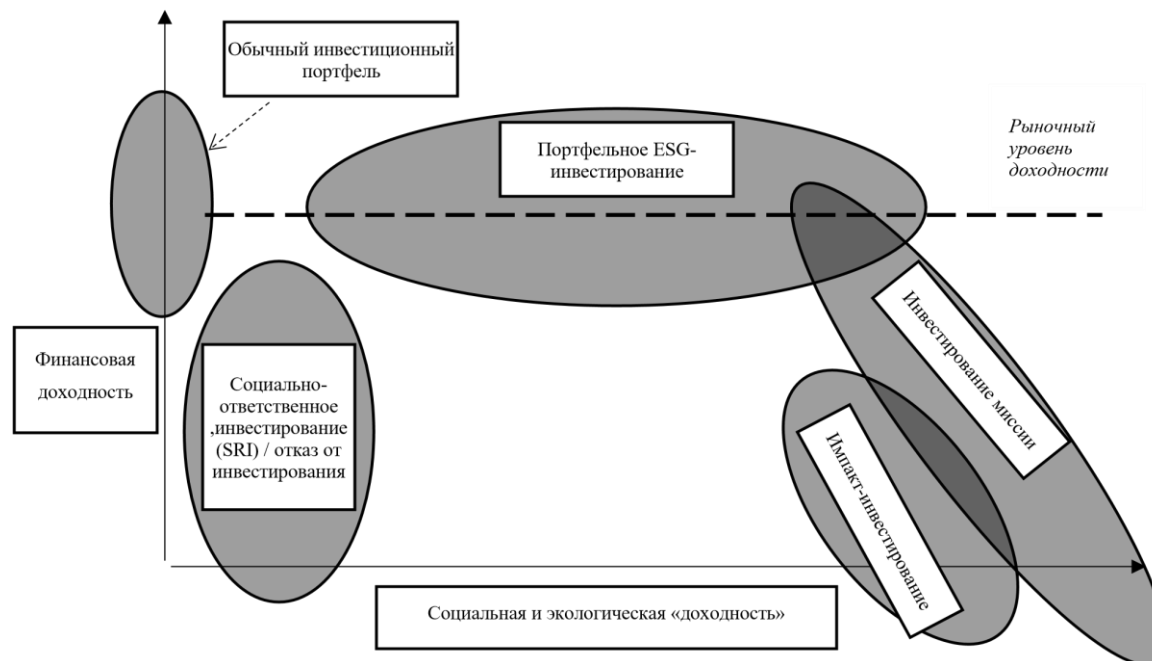 Обычный инвестиционный
портфель
Портфельное ESG-
инвестирование
Рыночный
уровень
доходности
Финансовая
доходность
Социально-
ответственное
,инвестирование
(SRI) / отказ от
инвестирования
Инвестирование миссии
Импакт-инвестирование
Социальная и экологическая «доходность»